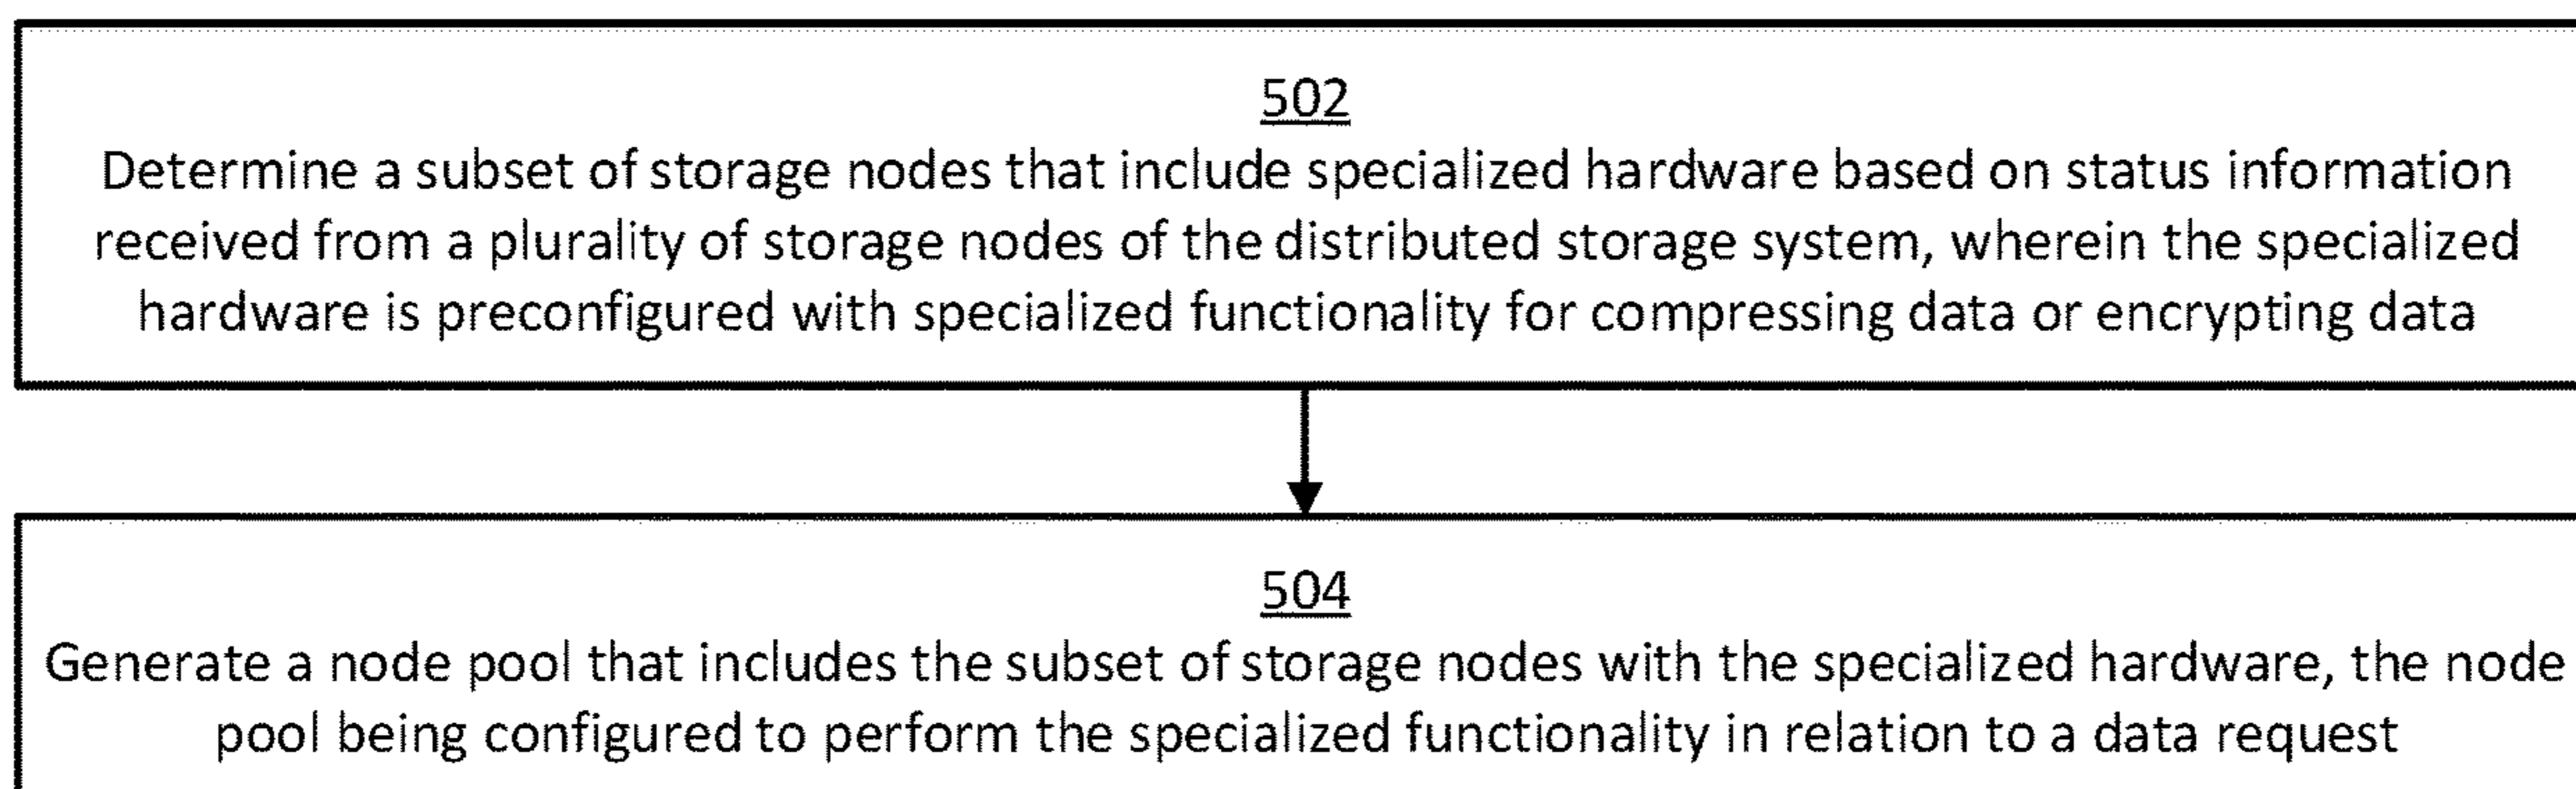 502
Determine a subset of storage nodes that include specialized hardware based on status information
received from a plurality of storage nodes of the distributed storage system, wherein the specialized
hardware is preconfigured with specialized functionality for compressing data or encrypting data
504
Generate a node pool that includes the subset of storage nodes with the specialized hardware, the node
pool being configured to perform the specialized functionality in relation to a data request